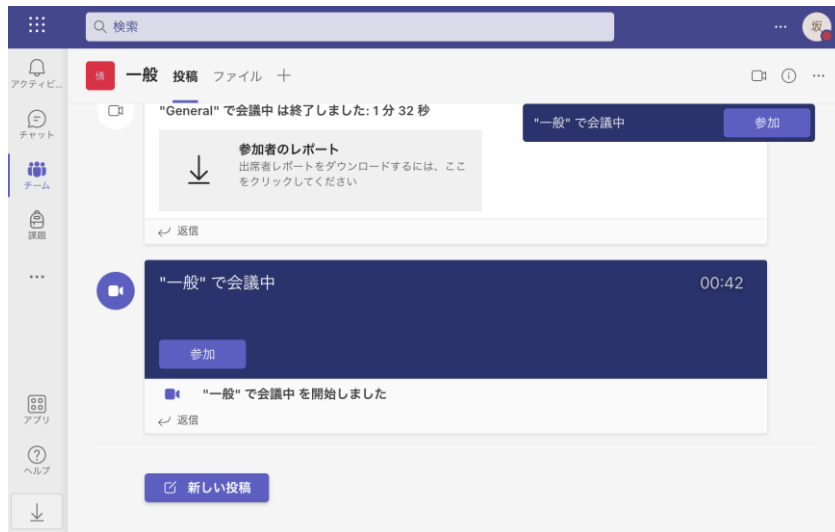 検索
坂
アクティビ...
チャット
チーム
課題
アプリ
ヘルプ
情 一般 投稿 ファイル
"General" で会議中 は終了しました: 1 分 32 秒
参加者のレポート
出席者レポートをダウンロードするには、ここ
をクリックしてください
返信
"一般" で会議中 参加
"一般" で会議中 00:42
参加
"一般" で会議中 を開始しました
返信
新しい投稿